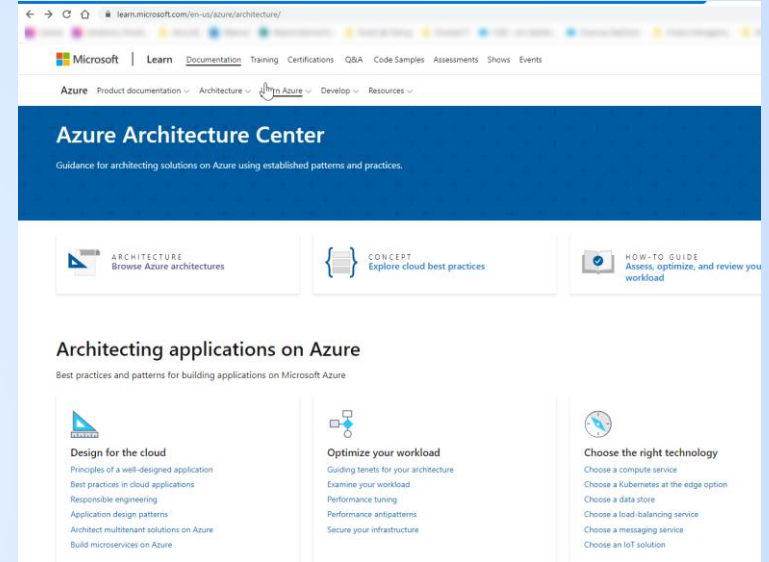 learn.microsoft.com/en-us/azure/architecture/
Microsoft | Learn Documentation Training Certifications Q&A Code Samples Assessments Shows Events
Azure Product documentation Architecture Azure Develop Resources
Azure Architecture Center
Guidance for architecting solutions on Azure using established patterns and practices.
ARCHITECTURE
Browse Azure architectures
CONCEPT
Explore cloud best practices
HOW-TO GUIDE
Assess, optimize, and review you
workload
Architecting applications on Azure
Best practices and patterns for building applications on Microsoft Azure
Design for the cloud
Principles of a well-designed application
Best practices in cloud applications
Responsible engineering
Application design patterns
Architect multitenant solutions on Azure
Build microservices on Azure
Optimize your workload
Guiding tenets for your architecture
Examine your workload
Performance tuning
Performance antipatterns
Secure your infrastructure
Choose the right technology
Choose a compute service
Choose a Kubernetes at the edge option
Choose a data store
Choose a load-balancing service
Choose a messaging service
Choose an IoT solution